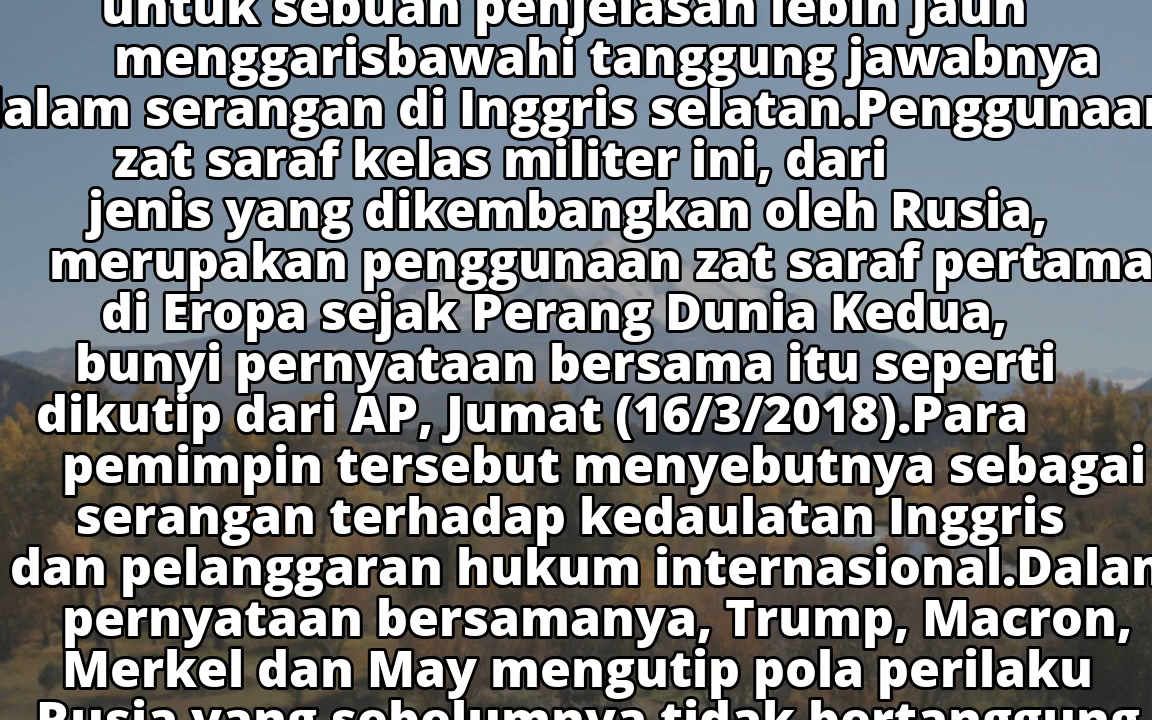 untuk sebuah penjelasan lebih jauh
menggarisbawahi tanggung jawabnya
dalam serangan di Inggris selatan.Penggunaan
zat saraf kelas militer ini, dari
jenis yang dikembangkan oleh Rusia,
merupakan penggunaan zat saraf pertama
di Eropa sejak Perang Dunia Kedua,
bunyi pernyataan bersama itu seperti
dikutip dari AP, Jumat (16/3/2018).Para
pemimpin tersebut menyebutnya sebagai
serangan terhadap kedaulatan Inggris
dan pelanggaran hukum internasional.Dalam
pernyataan bersamanya, Trump, Macron,
Merkel dan May mengutip pola perilaku
Rusia yang sebelumnya tidak bertanggung